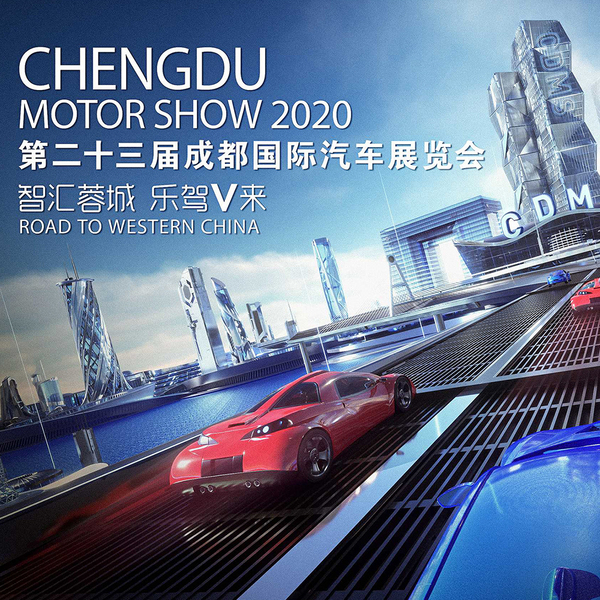 CHENGDU
MOTOR SHOW 2020
第二十三届成都国际汽车展览会
智汇蓉城 乐驾V来
ROAD TO WESTERN CHINA
CDMS
CDM